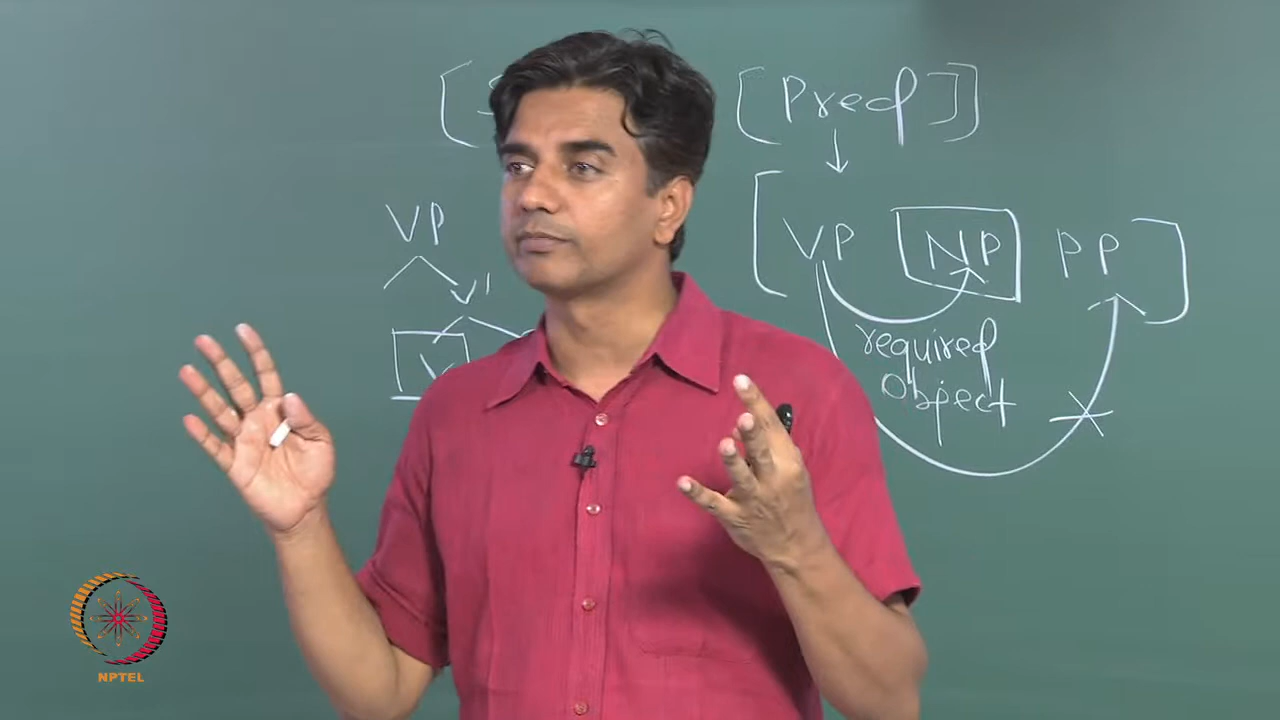 [ [Pred]]
VP [VP NP PP]
V'
V required
Object
NPTEL